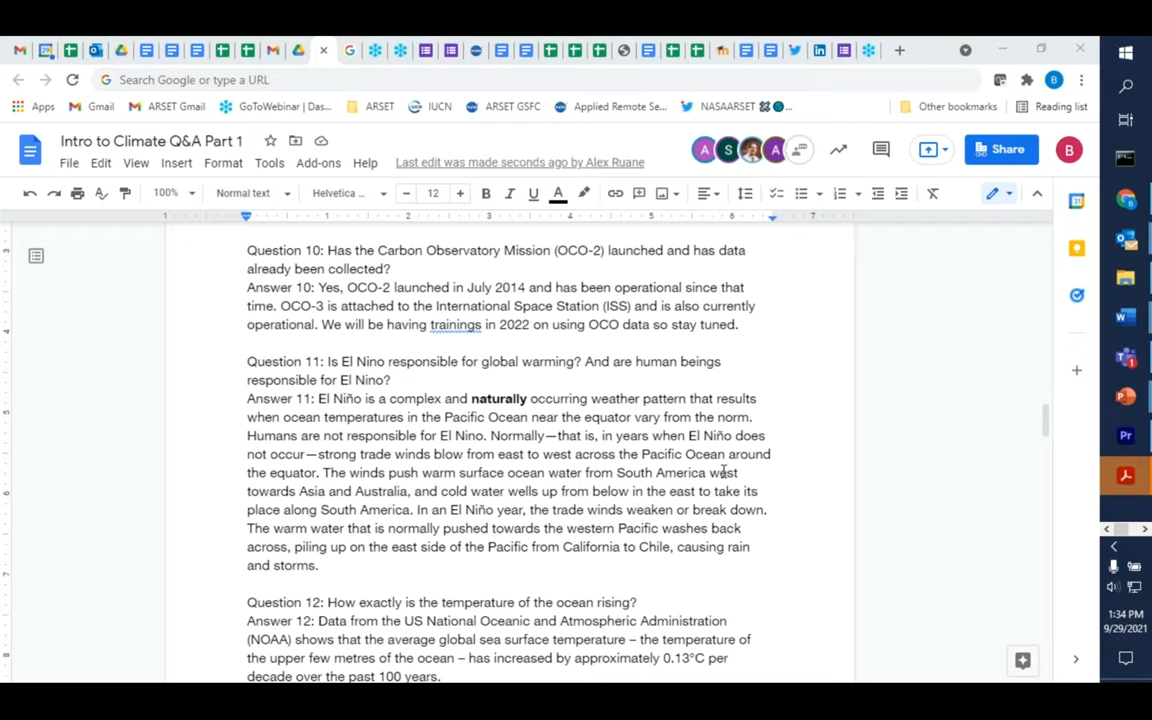 Search Google or type a URL
B
Apps
Gmail
ARSET Gmail
GoToWebinar | Das...
ARSET
IUCN
ARSET GSFC
Applied Remote Se...
NASAARSET
Other bookmarks
Reading list
Intro to Climate Q&A Part 1
A
S
A
Share
B
File Edit View Insert Format Tools Add-ons Help Last edit was made seconds ago by Alex Ruane
100% Normal text Helvetica ... 12 B I U A
1 1 2 3 4 5 6 7
Question 10: Has the Carbon Observatory Mission (OCO-2) launched and has data
already been collected?
Answer 10: Yes, OCO-2 launched in July 2014 and has been operational since that
time. OCO-3 is attached to the International Space Station (ISS) and is also currently
operational. We will be having trainings in 2022 on using OCO data so stay tuned.
Question 11: Is El Nino responsible for global warming? And are human beings
responsible for El Nino?
Answer 11: El Niño is a complex and naturally occurring weather pattern that results
when ocean temperatures in the Pacific Ocean near the equator vary from the norm.
Humans are not responsible for El Nino. Normally—that is, in years when El Niño does
not occur—strong trade winds blow from east to west across the Pacific Ocean around
the equator. The winds push warm surface ocean water from South America west
towards Asia and Australia, and cold water wells up from below in the east to take its
place along South America. In an El Niño year, the trade winds weaken or break down.
The warm water that is normally pushed towards the western Pacific washes back
across, piling up on the east side of the Pacific from California to Chile, causing rain
and storms.
Question 12: How exactly is the temperature of the ocean rising?
Answer 12: Data from the US National Oceanic and Atmospheric Administration
(NOAA) shows that the average global sea surface temperature – the temperature of
the upper few metres of the ocean – has increased by approximately 0.13°C per
decade over the past 100 years.
1:34 PM
9/29/2021